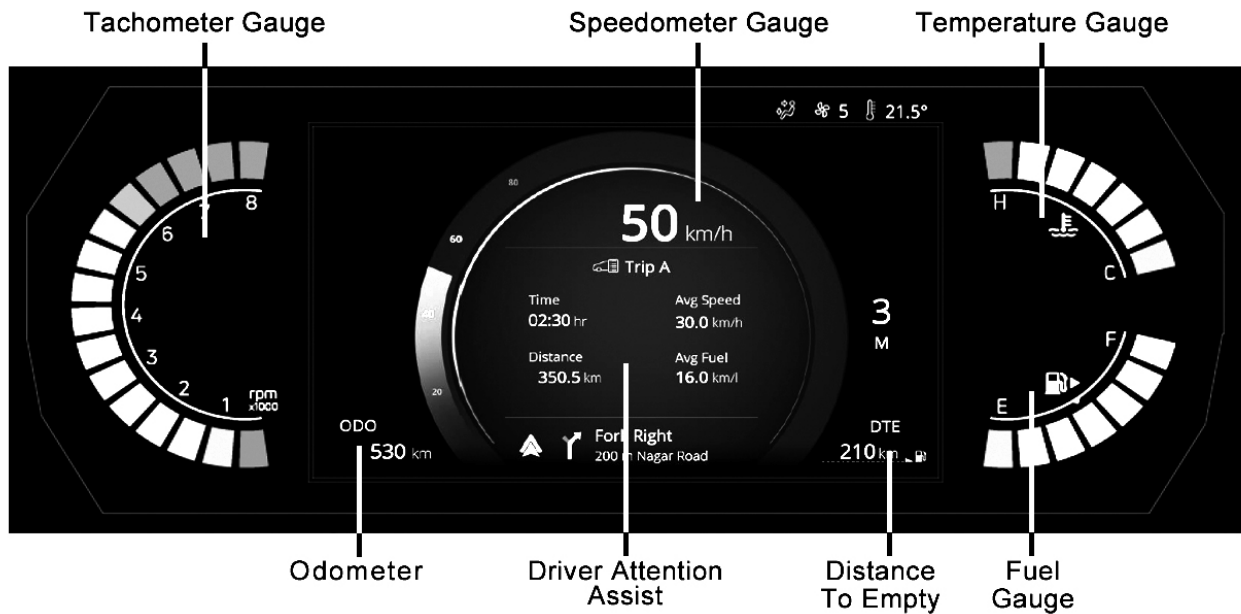 Tachometer Gauge
Speedometer Gauge
Temperature Gauge
5
21.5°
8
6
5
4
3
2
1
rpm
x1000
80
60
40
20
50 km/h
Trip A
Time
02:30 hr
Avg Speed
30.0 km/h
Distance
350.5 km
Avg Fuel
16.0 km/l
Fork Right
200 m Nagar Road
3
M
ODO
530 km
DTE
210 km
H
C
F
E
Odometer
Driver Attention
Assist
Distance
To Empty
Fuel
Gauge